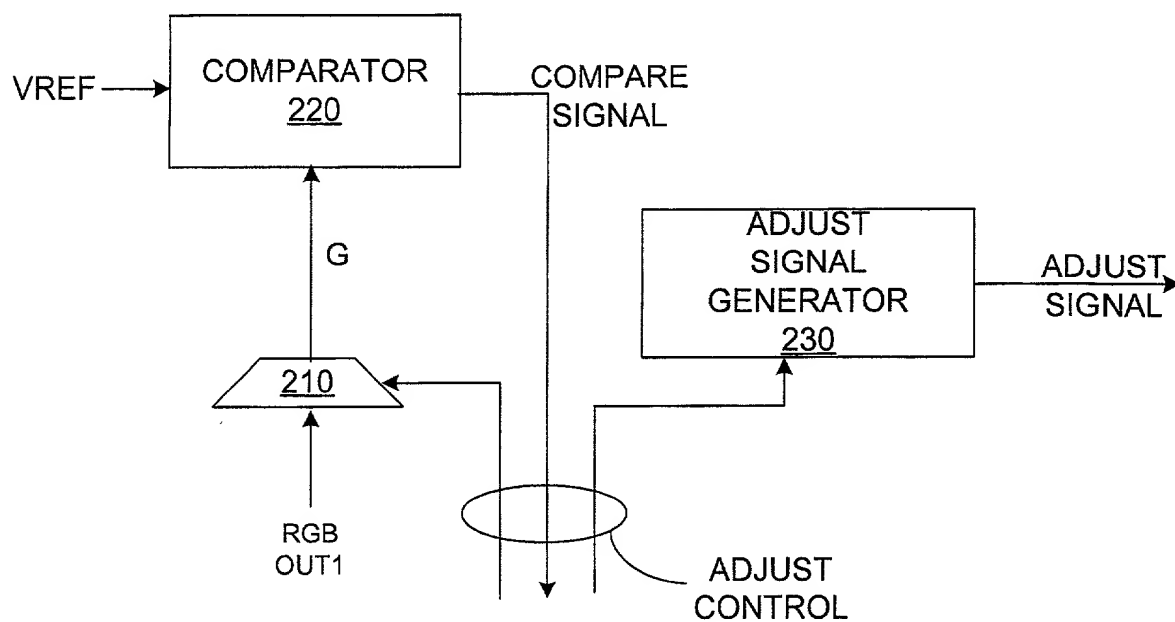 VREF
COMPARATOR
220
COMPARE
SIGNAL
G
ADJUST
SIGNAL
GENERATOR
230
ADJUST
SIGNAL
210
RGB
OUT1
ADJUST
CONTROL